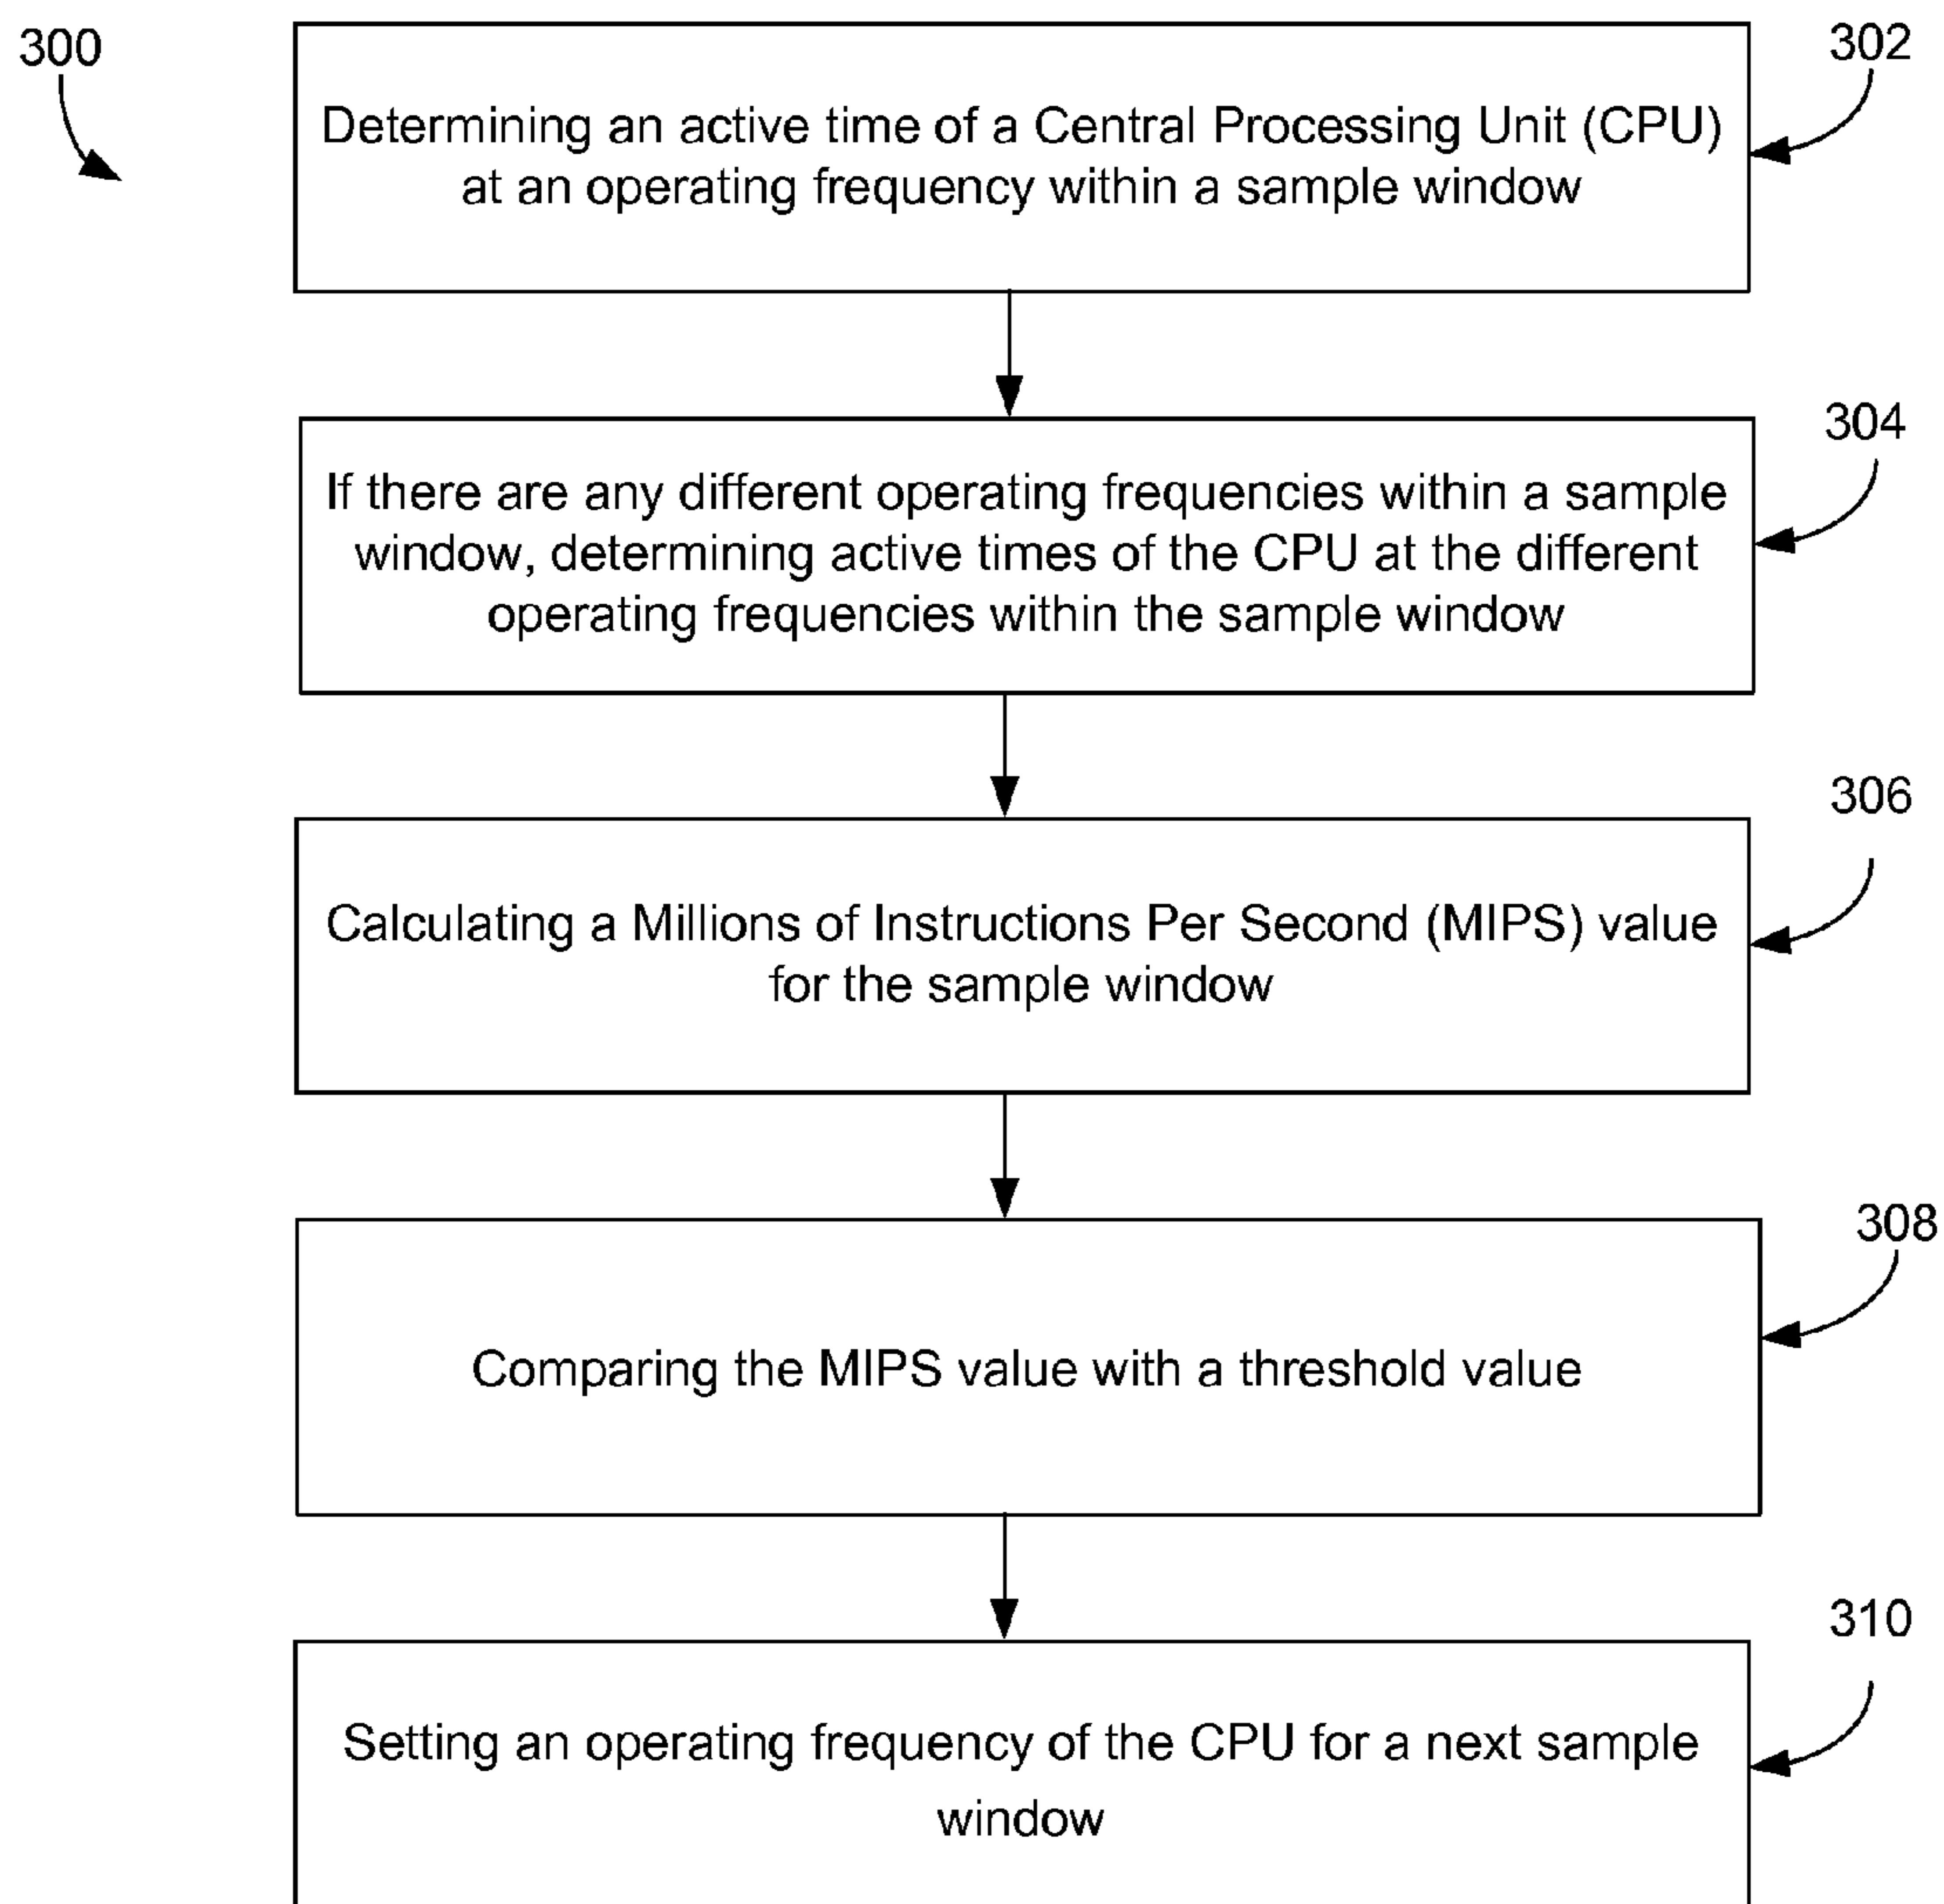 300
302
Determining an active time of a Central Processing Unit (CPU)
at an operating frequency within a sample window
304
If there are any different operating frequencies within a sample
window, determining active times of the CPU at the different
operating frequencies within the sample window
306
Calculating a Millions of Instructions Per Second (MIPS) value
for the sample window
308
Comparing the MIPS value with a threshold value
310
Setting an operating frequency of the CPU for a next sample
window